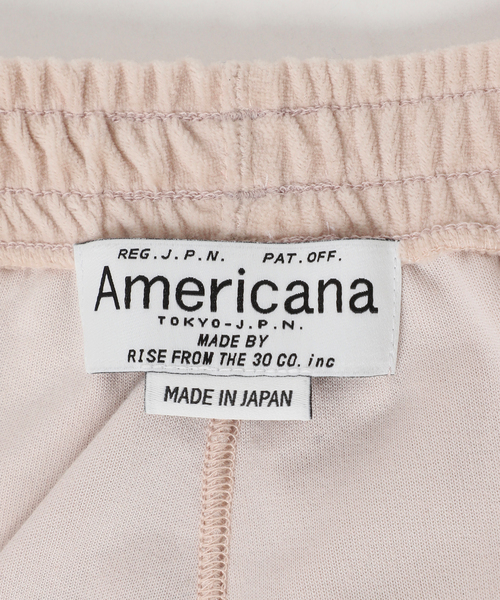 REG.J.P.N. PAT.OFF.
Americana
TOKYO-J.P.N.
MADE BY
RISE FROM THE 30 CO. inc
MADE IN JAPAN